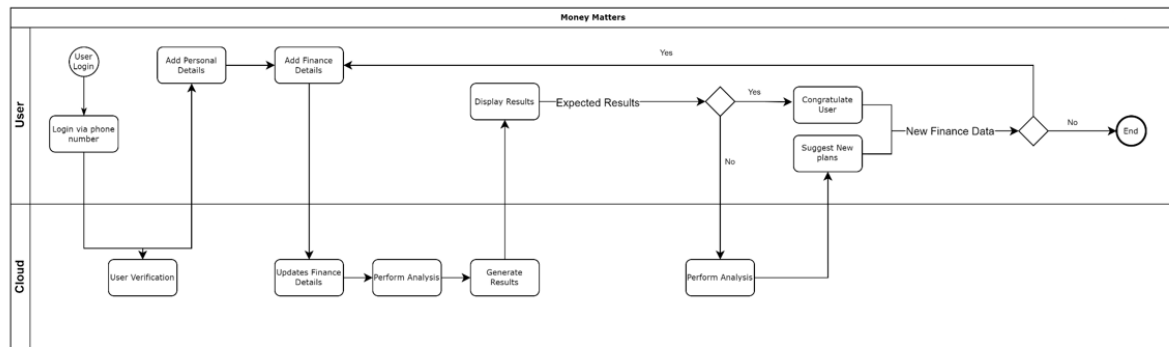 Money Matters
User
User
Login
Login via phone
number
Add Personal
Details
Add Finance
Details
Yes
Display Results
Expected Results
Yes
No
Congratulate
User
Suggest New
plans
New Finance Data
No
End
Cloud
User Verification
Updates Finance
Details
Perform Analysis
Generate
Results
Perform Analysis